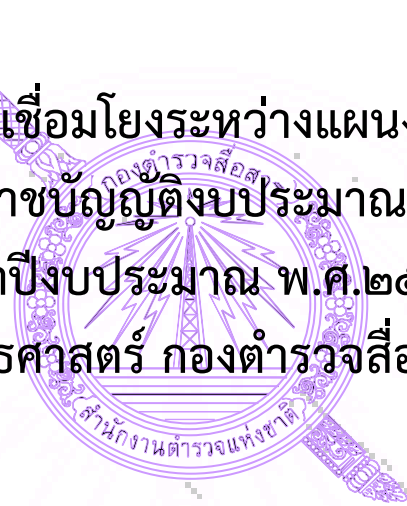 เชื่อมโยงระหว่างแผนง
กองตำรวจสื่อสาร
าชบัญญัติงบประมาณ
ปีงบประมาณ พ.ศ.๒๕
ธศาสตร์ กองตำรวจสื่อ
สำนักงานตำรวจแห่งชาติ